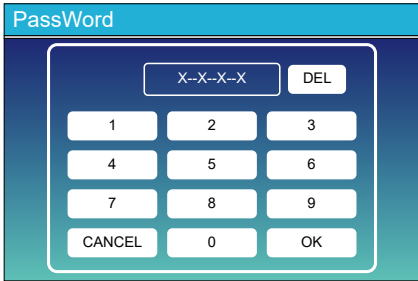 PassWord
X--X--X--X DEL
1 2 3
4 5 6
7 8 9
CANCEL 0 OK